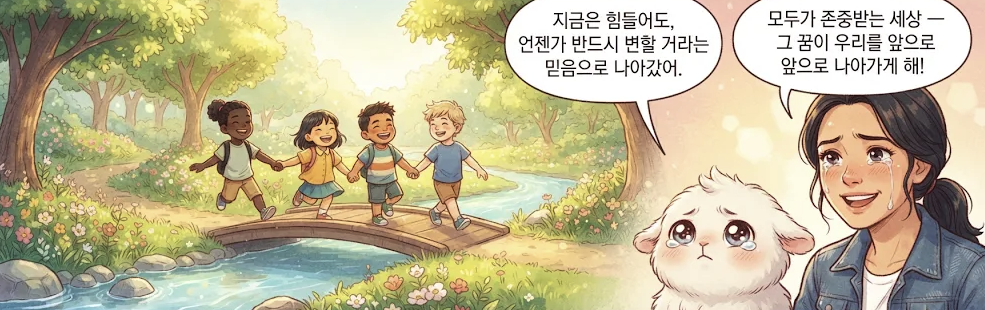 지금은 힘들어도,
언젠가 반드시 변할 거라는
믿음으로 나아갔어.
모두가 존중받는 세상 —
그 꿈이 우리를 앞으로
앞으로 나아가게 해!